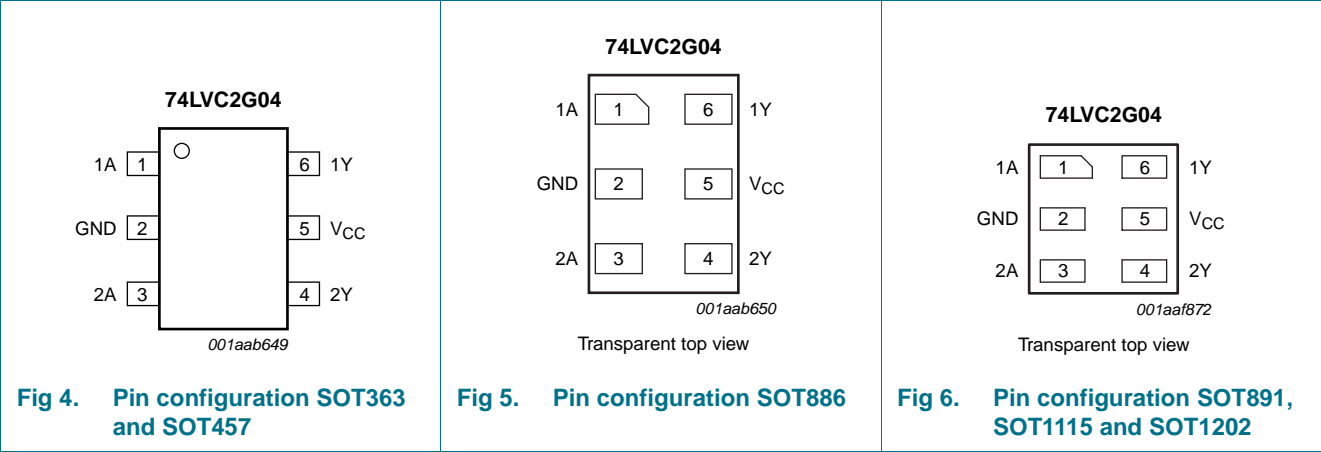 74LVC2G04
1A 1 6 1Y
GND 2 5 VCC
2A 3 4 2Y
001aab649
Fig 4. Pin configuration SOT363
and SOT457
74LVC2G04
1A 1 6 1Y
GND 2 5 VCC
2A 3 4 2Y
001aab650
Transparent top view
Fig 5. Pin configuration SOT886
74LVC2G04
1A 1 6 1Y
GND 2 5 VCC
2A 3 4 2Y
001aaf872
Transparent top view
Fig 6. Pin configuration SOT891,
SOT1115 and SOT1202